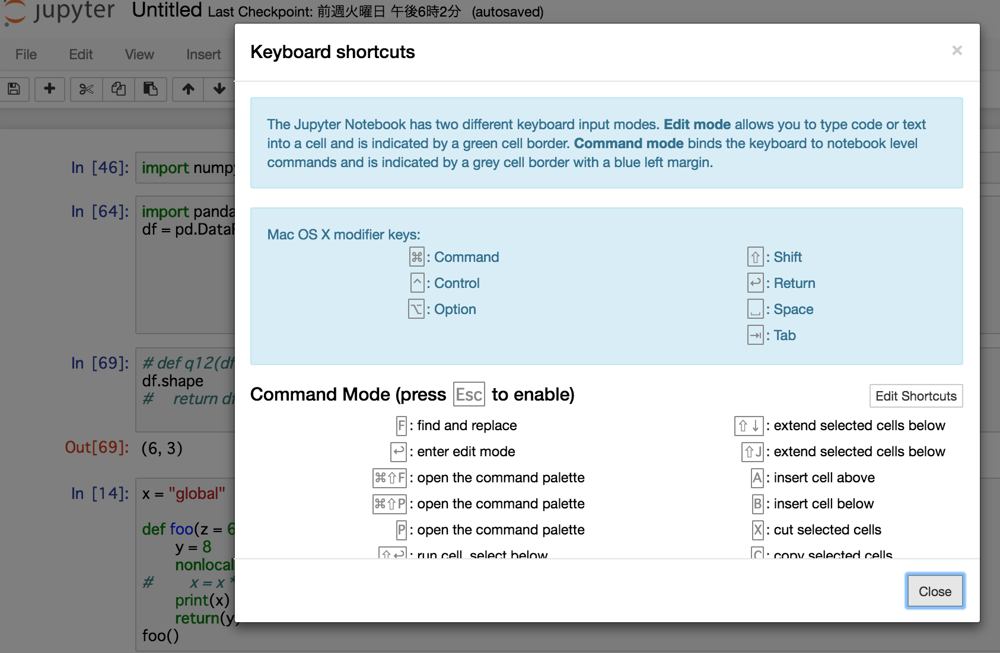 jupyter Untitled Last Checkpoint: 前週火曜日 午後6時2分 (autosaved)
File Edit View Insert
Keyboard shortcuts ×
The Jupyter Notebook has two different keyboard input modes. Edit mode allows you to type code or text
into a cell and is indicated by a green cell border. Command mode binds the keyboard to notebook level
commands and is indicated by a grey cell border with a blue left margin.
Mac OS X modifier keys:
⌘: Command
^: Control
⌥: Option
⇧: Shift
↩: Return
␣: Space
⇥: Tab
Command Mode (press Esc to enable)
Edit Shortcuts
F: find and replace
↩: enter edit mode
⌘⇧F: open the command palette
⌘⇧P: open the command palette
P: open the command palette
⇧↩: run cell, select below
⇧↓: extend selected cells below
⇧J: extend selected cells below
A: insert cell above
B: insert cell below
X: cut selected cells
C: copy selected cells
Close
In [46]: import numpy
In [64]: import panda
df = pd.Data
In [69]: # def q12(df
df.shape
# return df
Out[69]: (6, 3)
In [14]: x = "global"
def foo(z = 6
y = 8
nonlocal
# x = x *
print(x)
return(y)
foo()